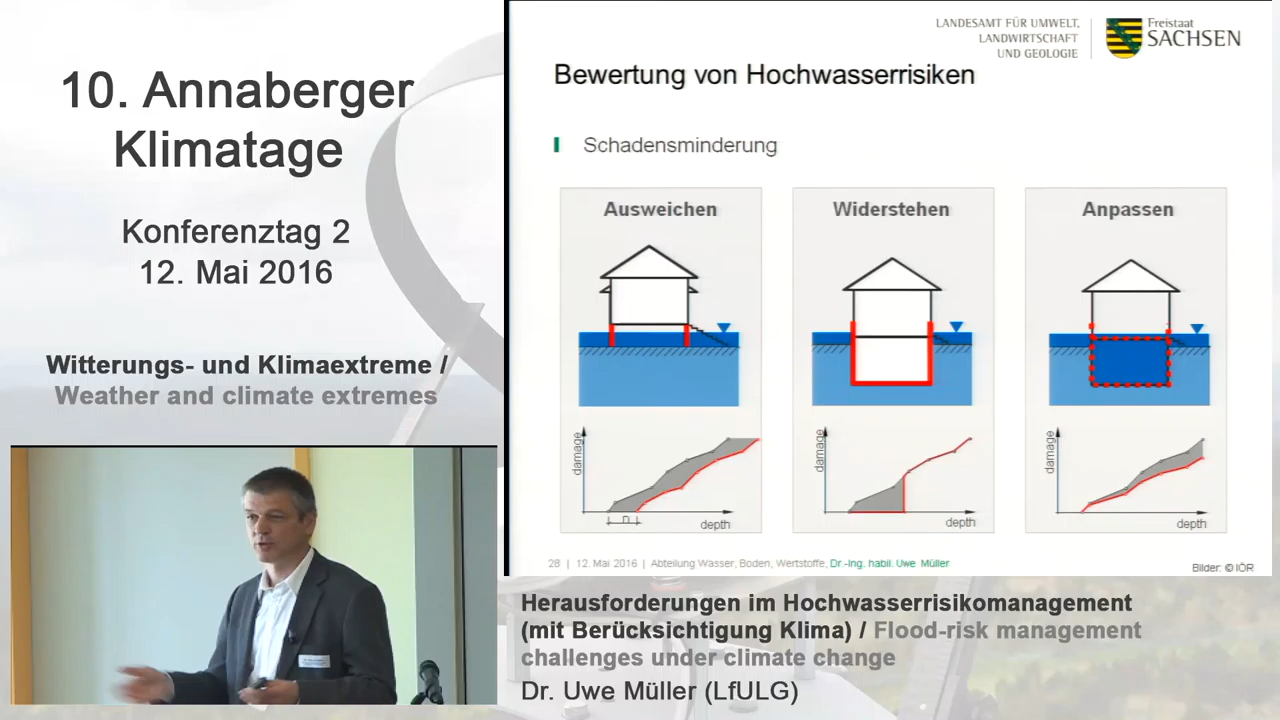 10. Annaberger
Klimatage
Konferenztag 2
12. Mai 2016
Witterungs- und Klimaextreme /
Weather and climate extremes
LANDESAMT FÜR UMWELT,
LANDWIRTSCHAFT
UND GEOLOGIE
Freistaat
SACHSEN
Bewertung von Hochwasserrisiken
Schadensminderung
Ausweichen
Widerstehen
Anpassen
damage
n
depth
damage
depth
damage
depth
28 | 12. Mai 2016 | Abteilung Wasser, Boden, Wertstoffe, Dr.-Ing. habil. Uwe Müller
Bilder: © IÖR
Herausforderungen im Hochwasserrisikomanagement
(mit Berücksichtigung Klima) / Flood-risk management
challenges under climate change
Dr. Uwe Müller (LfULG)